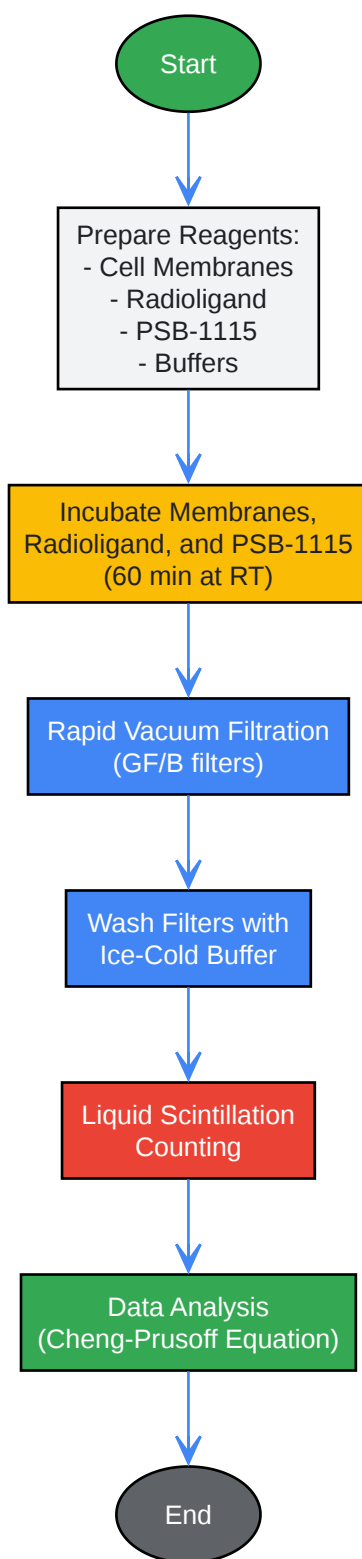 Start
Prepare Reagents:
- Cell Membranes
- Radioligand
- PSB-1115
- Buffers
Incubate Membranes,
Radioligand, and PSB-1115
(60 min at RT)
Rapid Vacuum Filtration
(GF/B filters)
Wash Filters with
Ice-Cold Buffer
Liquid Scintillation
Counting
Data Analysis
(Cheng-Prusoff Equation)
End